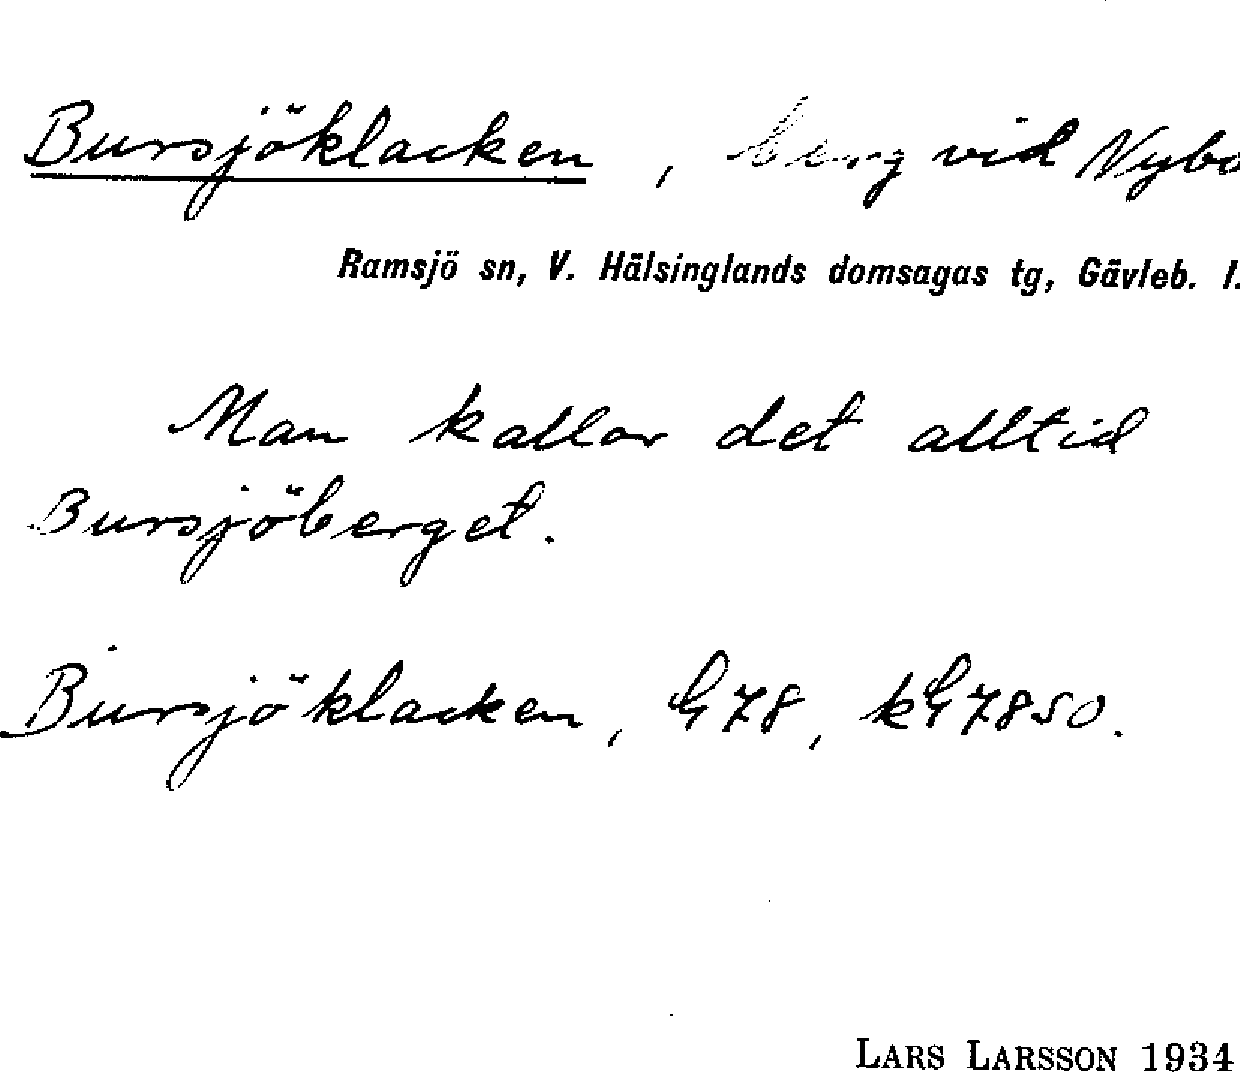 Bursjöklacken, berg vid Nybo
Ramsjö sn, V. Hälsinglands domsagas tg, Gävleb. l.
Man kallar det alltid
Bursjöberget.
Bursjöklacken, G78, kG7850.
LARS LARSSON 1934